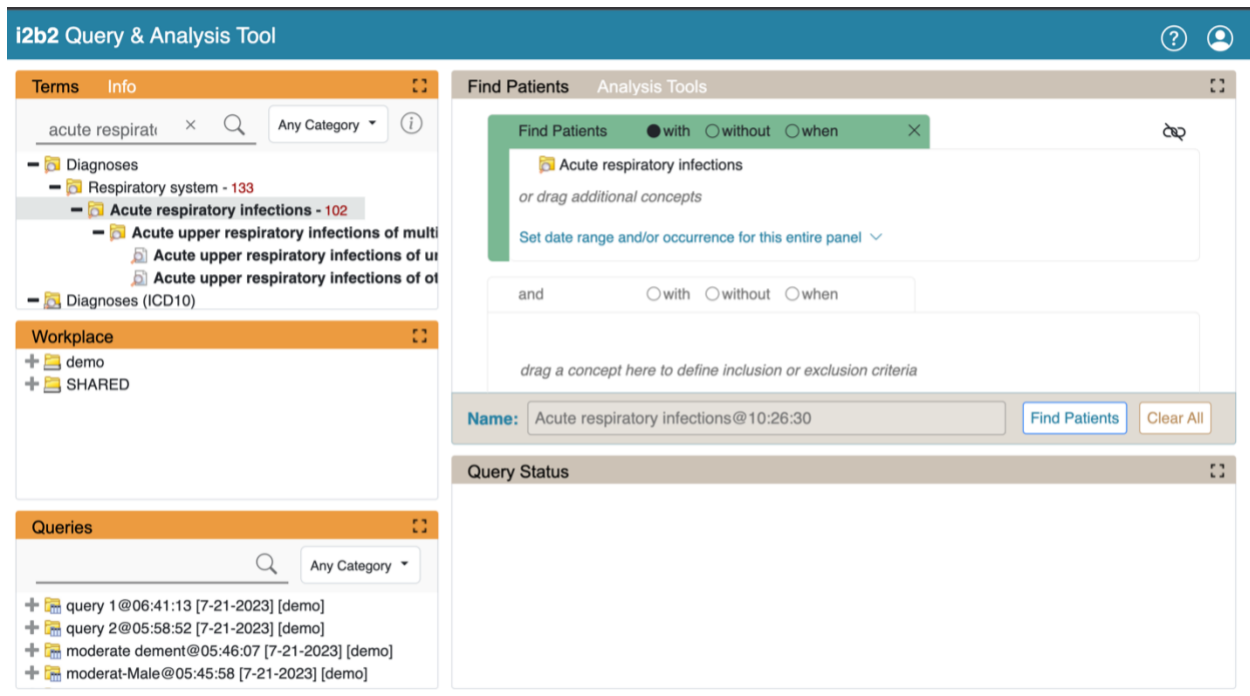 i2b2 Query & Analysis Tool
Terms Info
acute respirat
Any Category
Diagnoses
Respiratory system - 133
Acute respiratory infections - 102
Acute upper respiratory infections of multi
Acute upper respiratory infections of
Acute upper respiratory infections of ot
Diagnoses (ICD10)
Workplace
demo
SHARED
Queries
Any Category
query 1@06:41:13 [7-21-2023] [demo]
query 2@05:58:52 [7-21-2023] [demo]
moderate dement@05:46:07 [7-21-2023] [demo]
moderat-Male@05:45:58 [7-21-2023] [demo]
Find Patients Analysis Tools
Find Patients with without when
Acute respiratory infections
or drag additional concepts
Set date range and/or occurrence for this entire panel
and with without when
drag a concept here to define inclusion or exclusion criteria
Name: Acute respiratory infections@10:26:30 Find Patients Clear All
Query Status